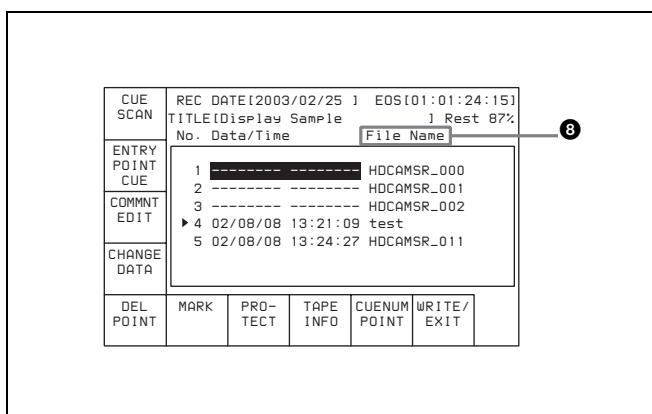 CUE SCAN
REC DATE[2003/02/25 ] EOS[01:01:24:15]
TITLE[Display Sample ] Rest 87%
No. Data/Time File Name
❽
ENTRY POINT CUE
COMMNT EDIT
CHANGE DATA
1 -------- -------- HDCAMSR_000
2 -------- -------- HDCAMSR_001
3 -------- -------- HDCAMSR_002
▶ 4 02/08/08 13:21:09 test
5 02/08/08 13:24:27 HDCAMSR_011
DEL POINT
MARK
PRO-TECT
TAPE INFO
CUENUM POINT
WRITE/EXIT